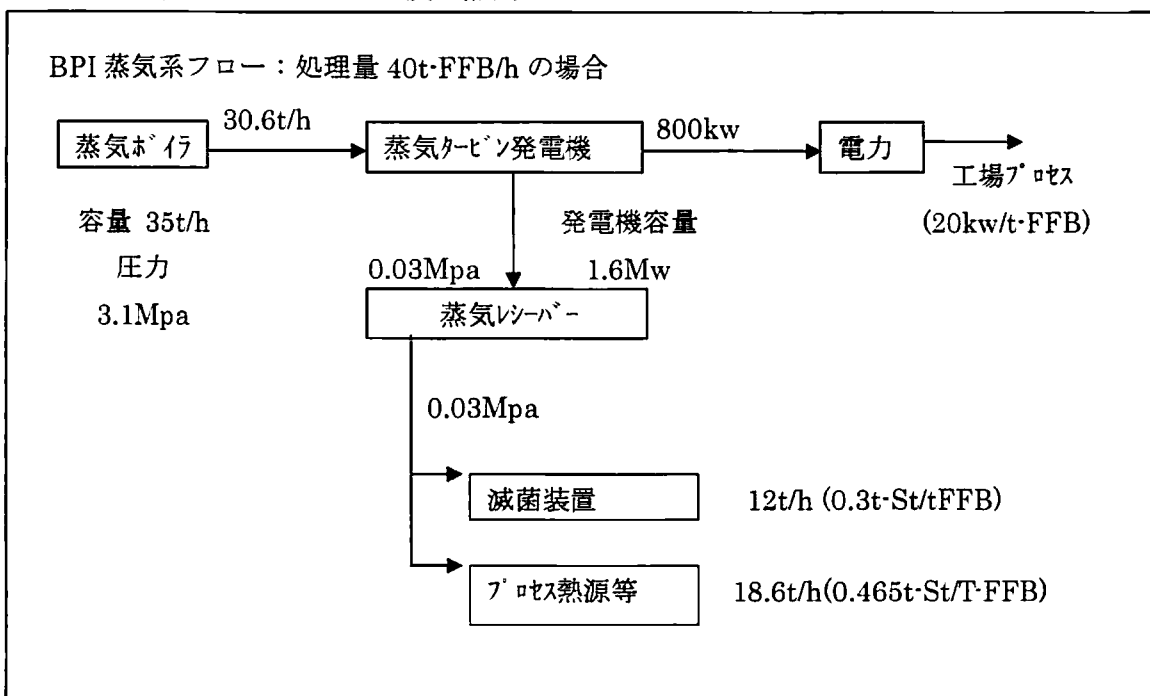 BPI 蒸気系フロー：処理量 40t-FFB/h の場合
30.6t/h
800kw
蒸気ﾎﾞｲﾗ
蒸気ﾀｰﾋﾞﾝ発電機
電力
工場ﾌﾟﾛｾｽ
(20kw/t-FFB)
容量 35t/h
発電機容量
圧力
0.03Mpa
1.6Mw
3.1Mpa
蒸気ﾚｼｰﾊﾞｰ
0.03Mpa
滅菌装置
12t/h (0.3t-St/tFFB)
ﾌﾟﾛｾｽ熱源等
18.6t/h(0.465t-St/T-FFB)